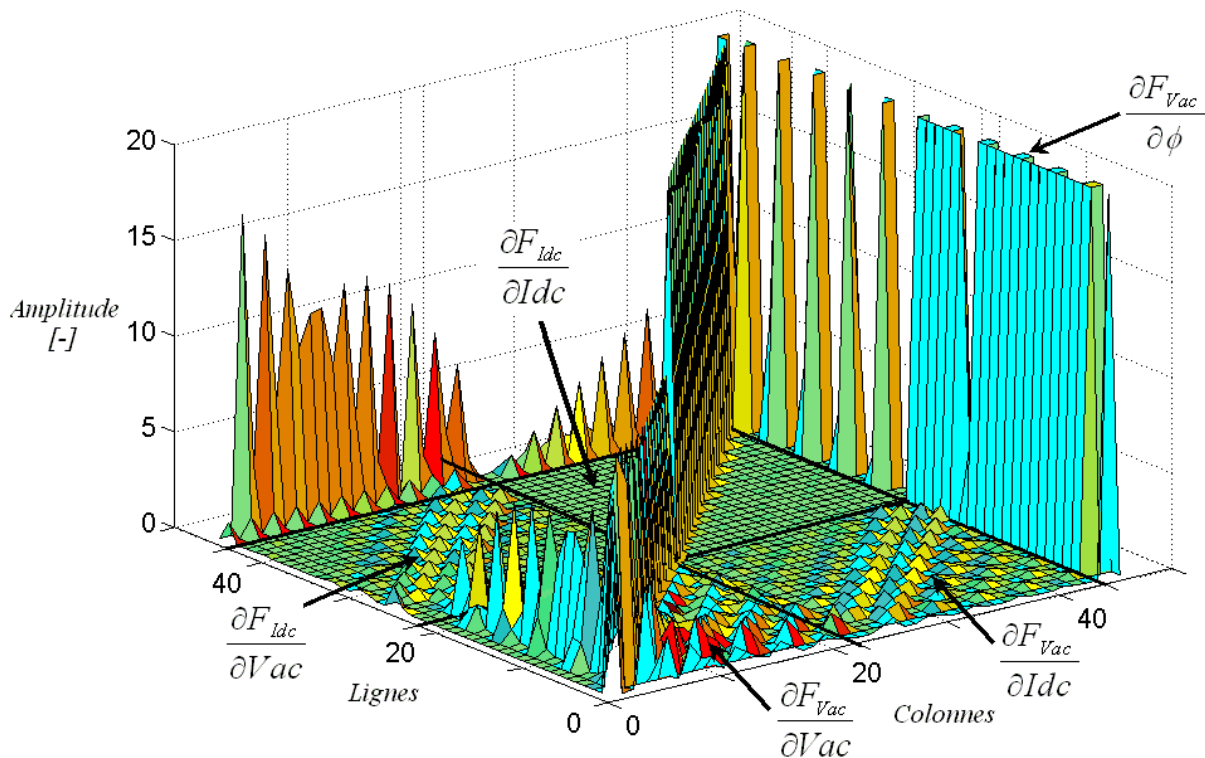 20
∂F_Vac
∂ϕ
15
∂F_Idc
∂Idc
Amplitude
[-]
10
5
0
40
∂F_Idc
∂Vac
20
Lignes
0
0
∂F_Vac
∂Vac
20
Colonnes
∂F_Vac
∂Idc
40